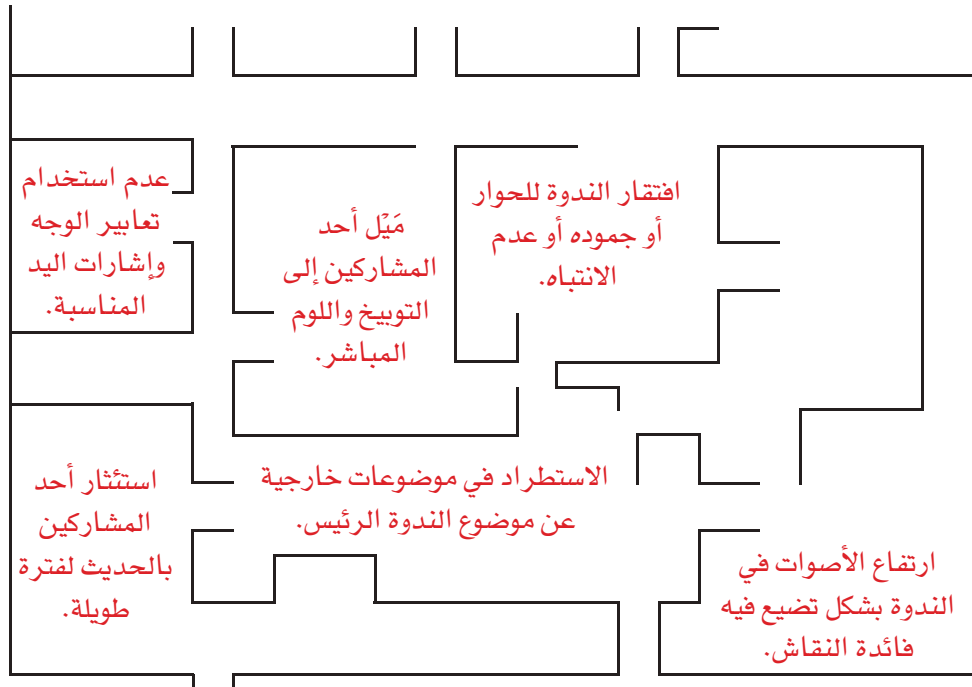 افتقار الندوة للحوار
أو جموده أو عدم
الانتباه.
مَيْل أحد
المشاركين إلى
التوبيخ واللوم
المباشر.
عدم استخدام
تعابير الوجه
وإشارات اليد
المناسبة.
الاستطراد في موضوعات خارجية
عن موضوع الندوة الرئيس.
استئثار أحد
المشاركين
بالحديث لفترة
طويلة.
ارتفاع الأصوات في
الندوة بشكل تضيع فيه
فائدة النقاش.